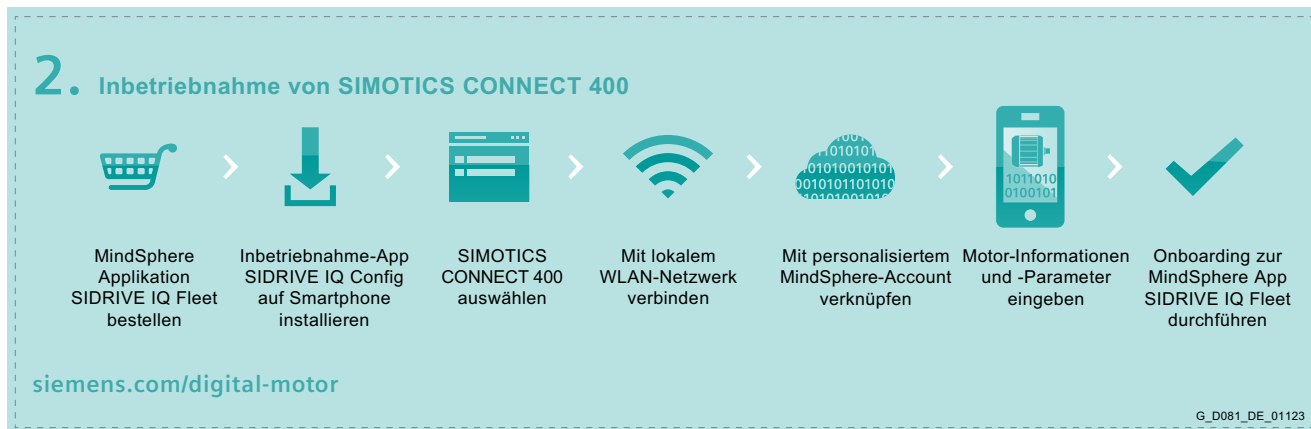 2. Inbetriebnahme von SIMOTICS CONNECT 400
MindSphere
Applikation
SIDRIVE IQ Fleet
bestellen
Inbetriebnahme-App
SIDRIVE IQ Config
auf Smartphone
installieren
SIMOTICS
CONNECT 400
auswählen
Mit lokalem
WLAN-Netzwerk
verbinden
Mit personalisiertem
MindSphere-Account
verknüpfen
1011010
0100101
Motor-Informationen
und -Parameter
eingeben
Onboarding zur
MindSphere App
SIDRIVE IQ Fleet
durchführen
siemens.com/digital-motor
G_D081_DE_01123